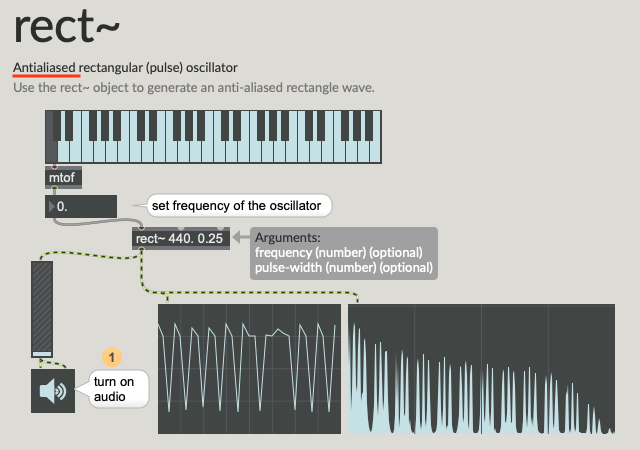 rect~
Antialiased rectangular (pulse) oscillator
Use the rect~ object to generate an anti-aliased rectangle wave.
mtof
0.
set frequency of the oscillator
rect~ 440. 0.25
Arguments:
frequency (number) (optional)
pulse-width (number) (optional)
1
turn on
audio